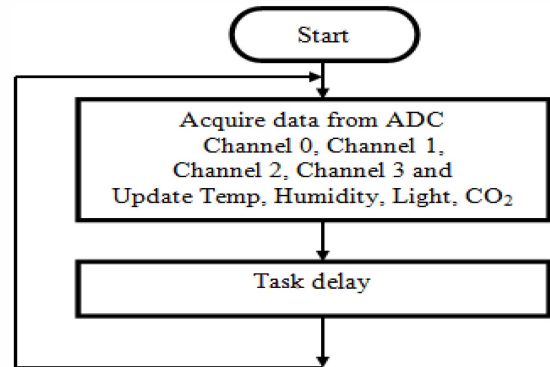 Start
Acquire data from ADC
Channel 0, Channel 1,
Channel 2, Channel 3 and
Update Temp, Humidity, Light, CO₂
Task delay